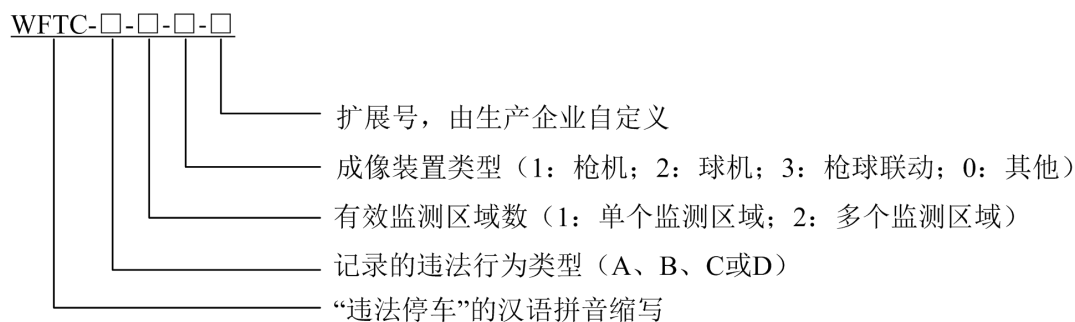 WFTC-□-□-□-□
扩展号，由生产企业自定义
成像装置类型（1：枪机；2：球机；3：枪球联动；0：其他）
有效监测区域数（1：单个监测区域；2：多个监测区域）
记录的违法行为类型（A、B、C或D）
“违法停车”的汉语拼音缩写